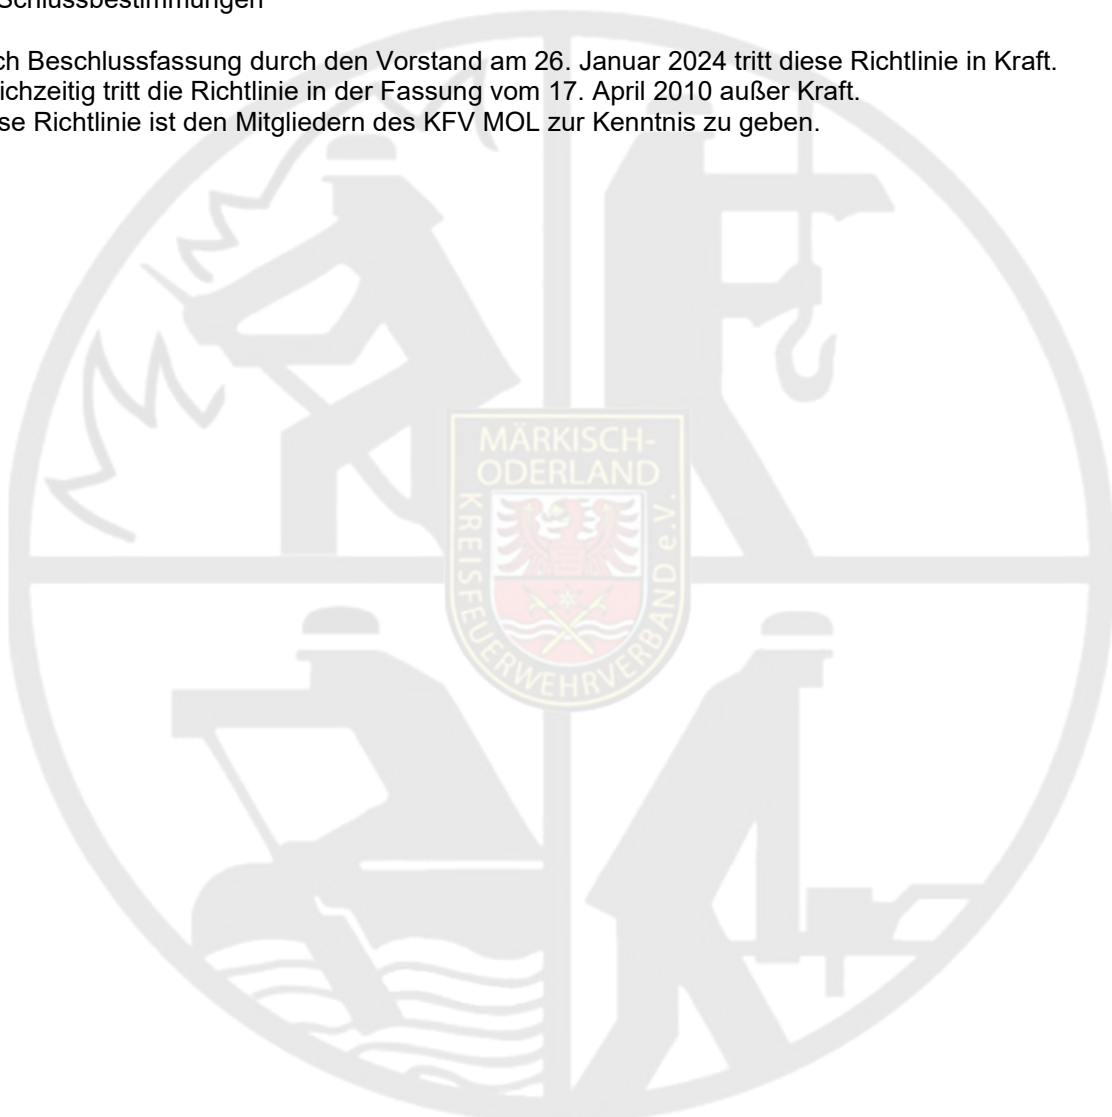 Schlussbestimmungen
ch Beschlussfassung durch den Vorstand am 26. Januar 2024 tritt diese Richtlinie in Kraft.
ichzeitig tritt die Richtlinie in der Fassung vom 17. April 2010 außer Kraft.
se Richtlinie ist den Mitgliedern des KFV MOL zur Kenntnis zu geben.
MÄRKISCH-
ODERLAND
KREISFEUERWEHRVERBAND e.V.